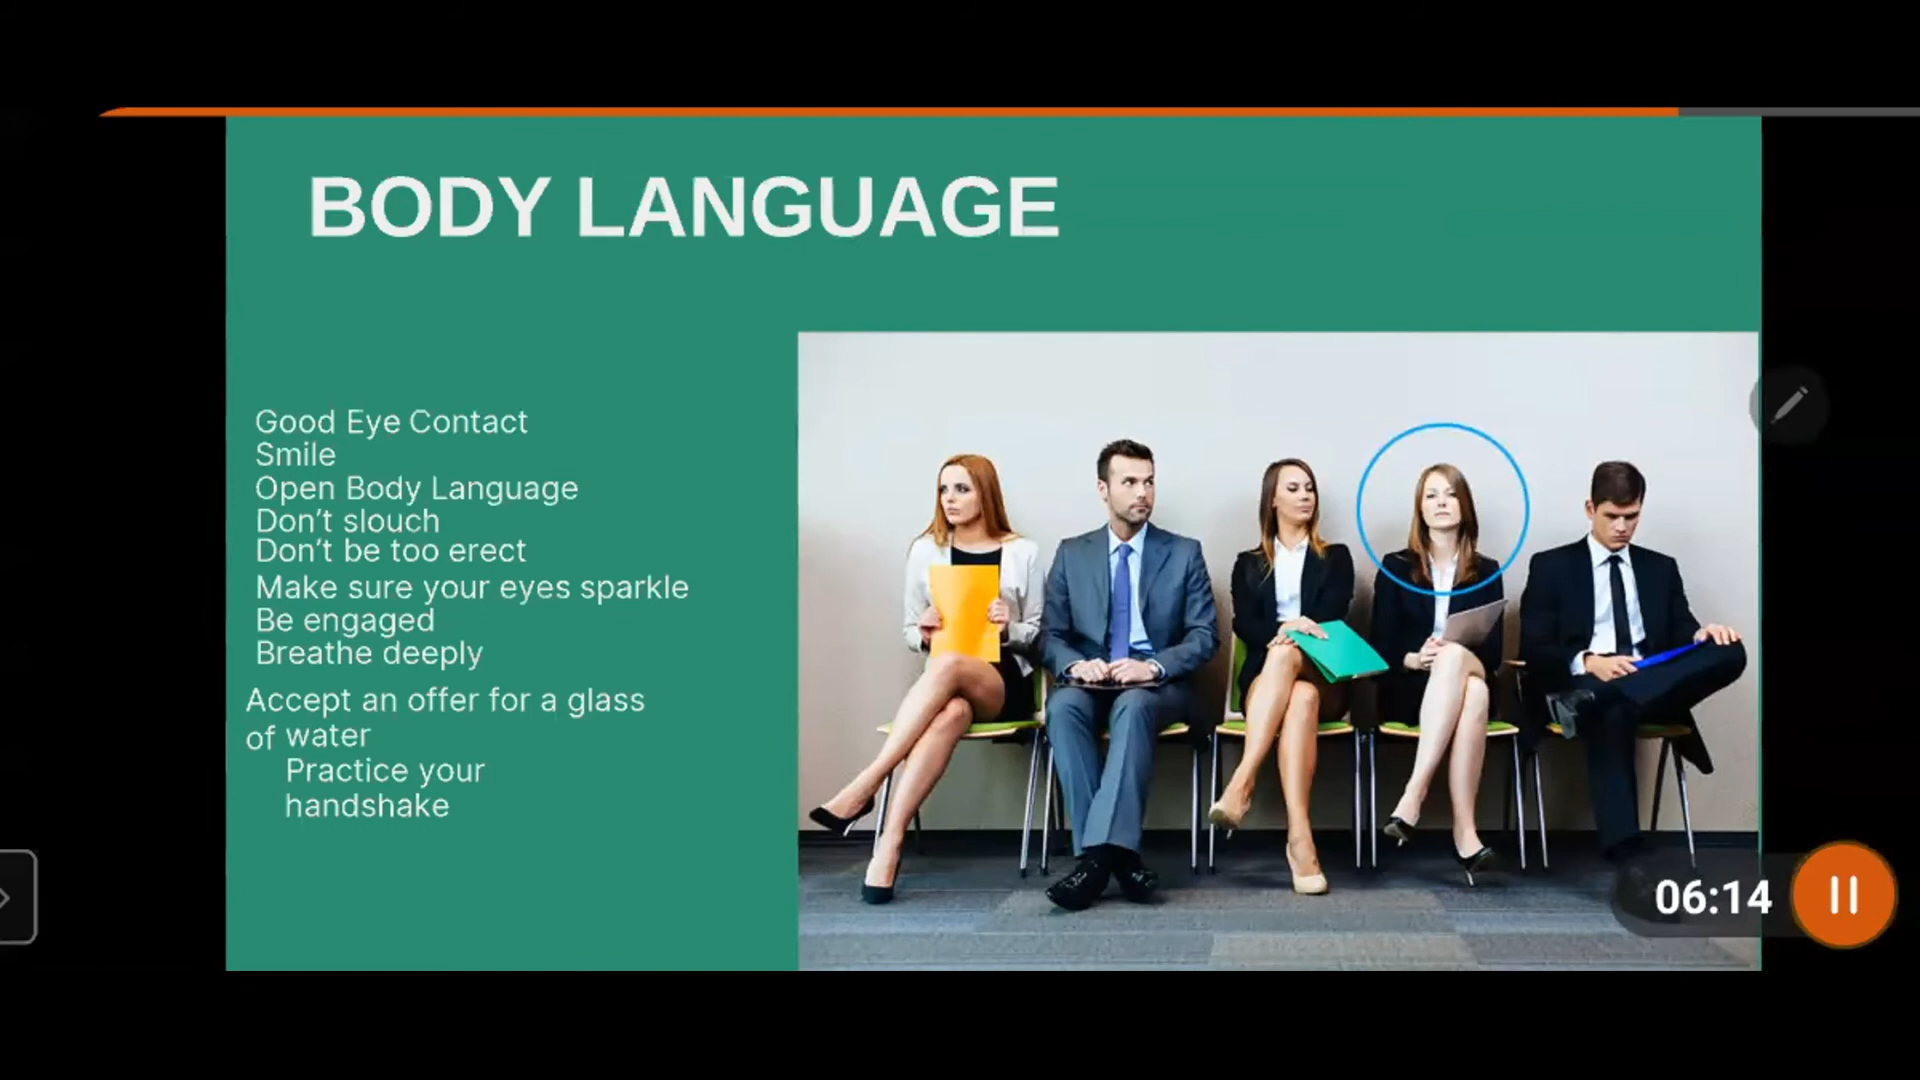 BODY LANGUAGE
Good Eye Contact
Smile
Open Body Language
Don’t slouch
Don’t be too erect
Make sure your eyes sparkle
Be engaged
Breathe deeply
Accept an offer for a glass
of water
Practice your
handshake
06:14